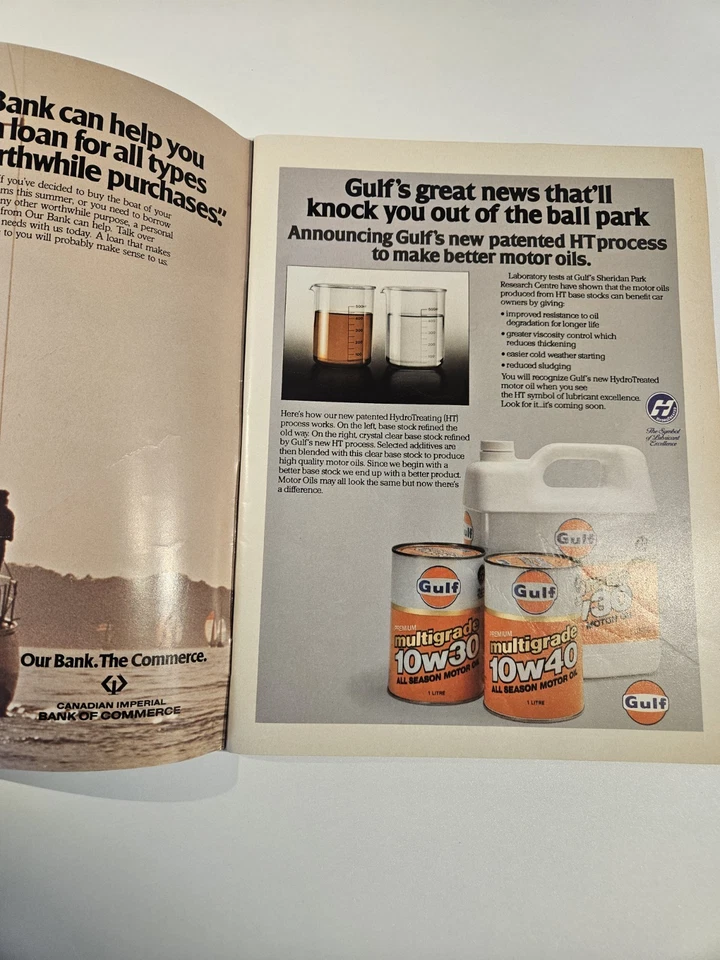 Bank can help you
loan for all types
purchases."
If you've decided to buy the boat of your
this summer, or you need to borrow
any other worthwhile purpose, a personal
from Our Bank can help. Talk over
needs with us today. A loan that makes
to you will probably make sense to us.
Our Bank. The Commerce.
CANADIAN IMPERIAL
BANK OF COMMERCE
Gulf's great news that'll
knock you out of the ball park
Announcing Gulf's new patented HT process
to make better motor oils.
Laboratory tests at Gulf's Sheridan Park
Research Centre have shown that the motor oils
produced from HT base stocks can benefit car
owners by giving:
• improved resistance to oil
degradation for longer life
• greater viscosity control which
reduces thickening
• easier cold weather starting
• reduced sludging
You will recognize Gulf's new HydroTreated
motor oil when you see
the HT symbol of lubricant excellence.
Look for it...it's coming soon.
HT
The Symbol
of Lubricant
Excellence
Here's how our new patented HydroTreating (HT)
process works. On the left, base stock refined the
old way. On the right, crystal clear base stock refined
by Gulf's new HT process. Selected additives are
then blended with this clear base stock to produce
high quality motor oils. Since we begin with a
better base stock we end up with a better product.
Motor Oils may all look the same but now there's
a difference.
Gulf
PREMIUM
multigrade
10w30
ALL SEASON MOTOR OIL
1 LITRE
Gulf
PREMIUM
multigrade
10w40
ALL SEASON MOTOR OIL
1 LITRE
Gulf
MOTOR OIL
Gulf